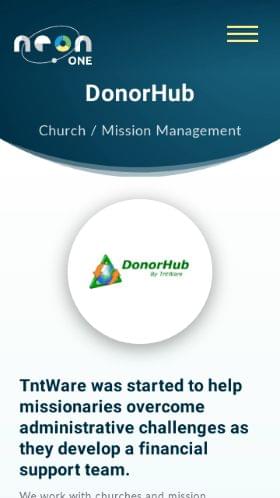 neon
ONE
DonorHub
Church / Mission Management
DonorHub
By TntWare
TntWare was started to help
missionaries overcome
administrative challenges as
they develop a financial
support team.
We work with churches and mission